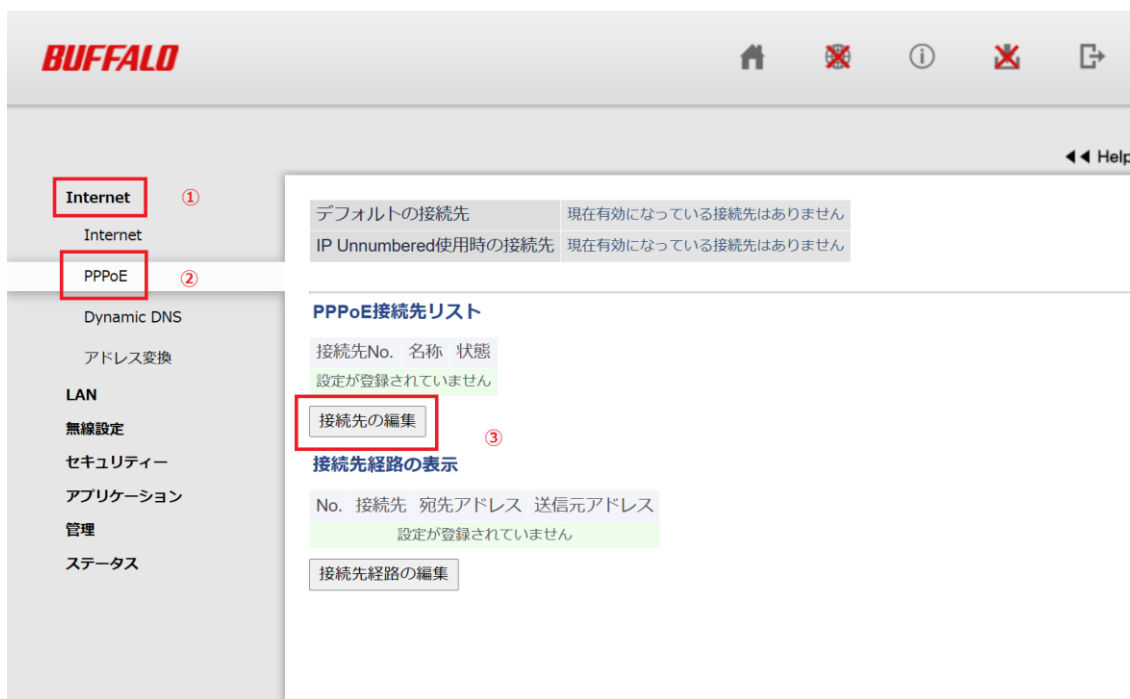 BUFFALO
◀◀ Help
Internet ①
Internet
PPPoE ②
Dynamic DNS
アドレス変換
LAN
無線設定
セキュリティー
アプリケーション
管理
ステータス
デフォルトの接続先 現在有効になっている接続先はありません
IP Unnumbered使用時の接続先 現在有効になっている接続先はありません
PPPoE接続先リスト
接続先No. 名称 状態
設定が登録されていません
接続先の編集 ③
接続先経路の表示
No. 接続先 宛先アドレス 送信元アドレス
設定が登録されていません
接続先経路の編集